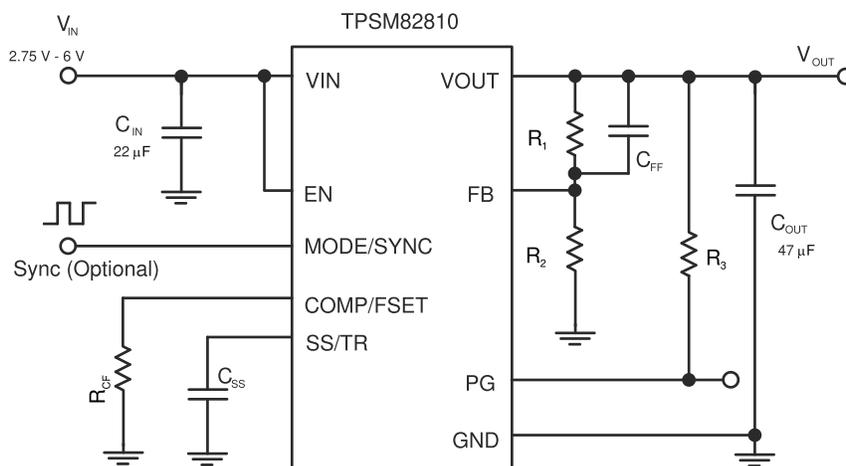 TPSM82810
VIN
2.75 V - 6 V
VIN
VOUT
VOUT
CIN
22 µF
R1
CFF
EN
FB
MODE/SYNC
Sync (Optional)
R2
R3
COUT
47 µF
COMP/FSET
SS/TR
RCF
CSS
PG
GND